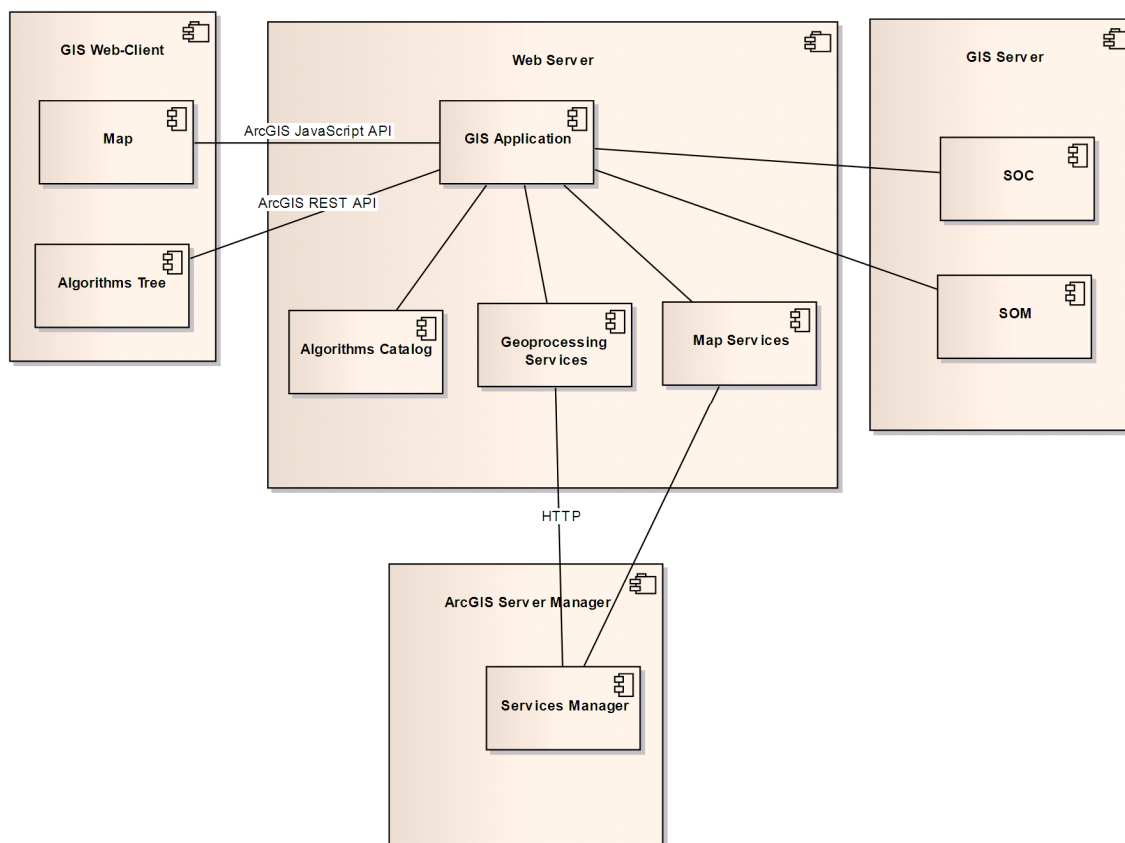 GIS Web-Client
Map
Algorithms Tree
ArcGIS JavaScript API
ArcGIS REST API
Web Server
GIS Application
Algorithms Catalog
Geoprocessing
Services
Map Services
GIS Server
SOC
SOM
HTTP
ArcGIS Server Manager
Services Manager